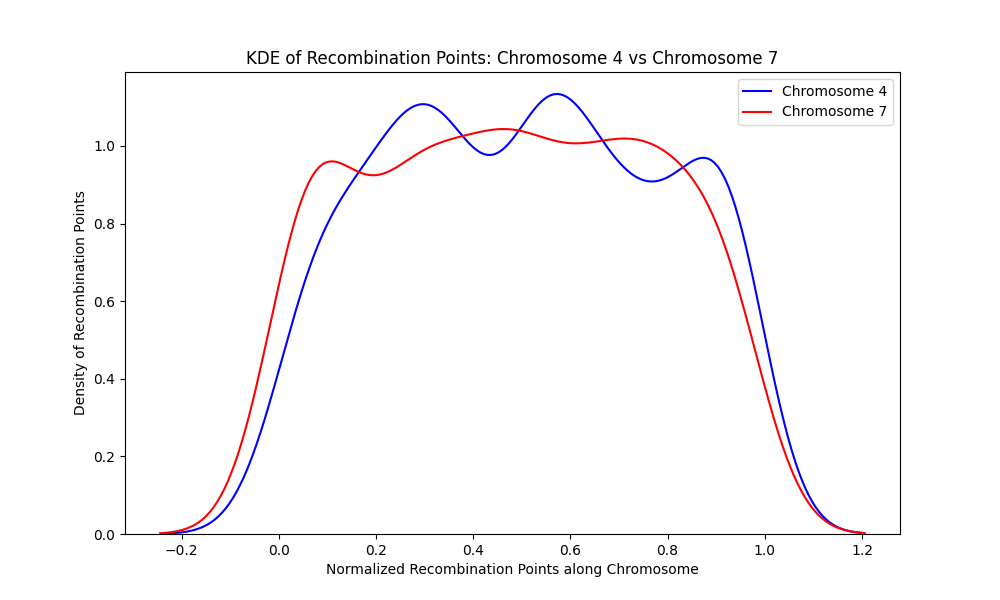 KDE of Recombination Points: Chromosome 4 vs Chromosome 7
Chromosome 4
Chromosome 7
Density of Recombination Points
1.0
0.8
0.6
0.4
0.2
0.0
−0.2 0.0 0.2 0.4 0.6 0.8 1.0 1.2
Normalized Recombination Points along Chromosome